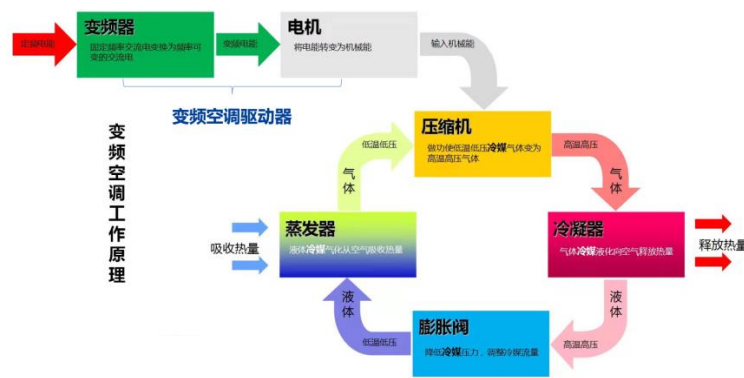 变频器
定频电能
固定频率交流电变换为频率可
变的交流电
变频电能
电机
将电能转变为机械能
输入机械能
变频空调驱动器
变频空调工作原理
压缩机
做功使低温低压冷媒气体变为
高温高压气体
低温低压
气体
高温高压
气体
蒸发器
液体冷媒气化从空气吸收热量
吸收热量
冷凝器
气体冷媒液化向空气释放热量
释放热量
液体
低温低压
膨胀阀
降低冷媒压力，调整冷媒流量
高温高压
液体